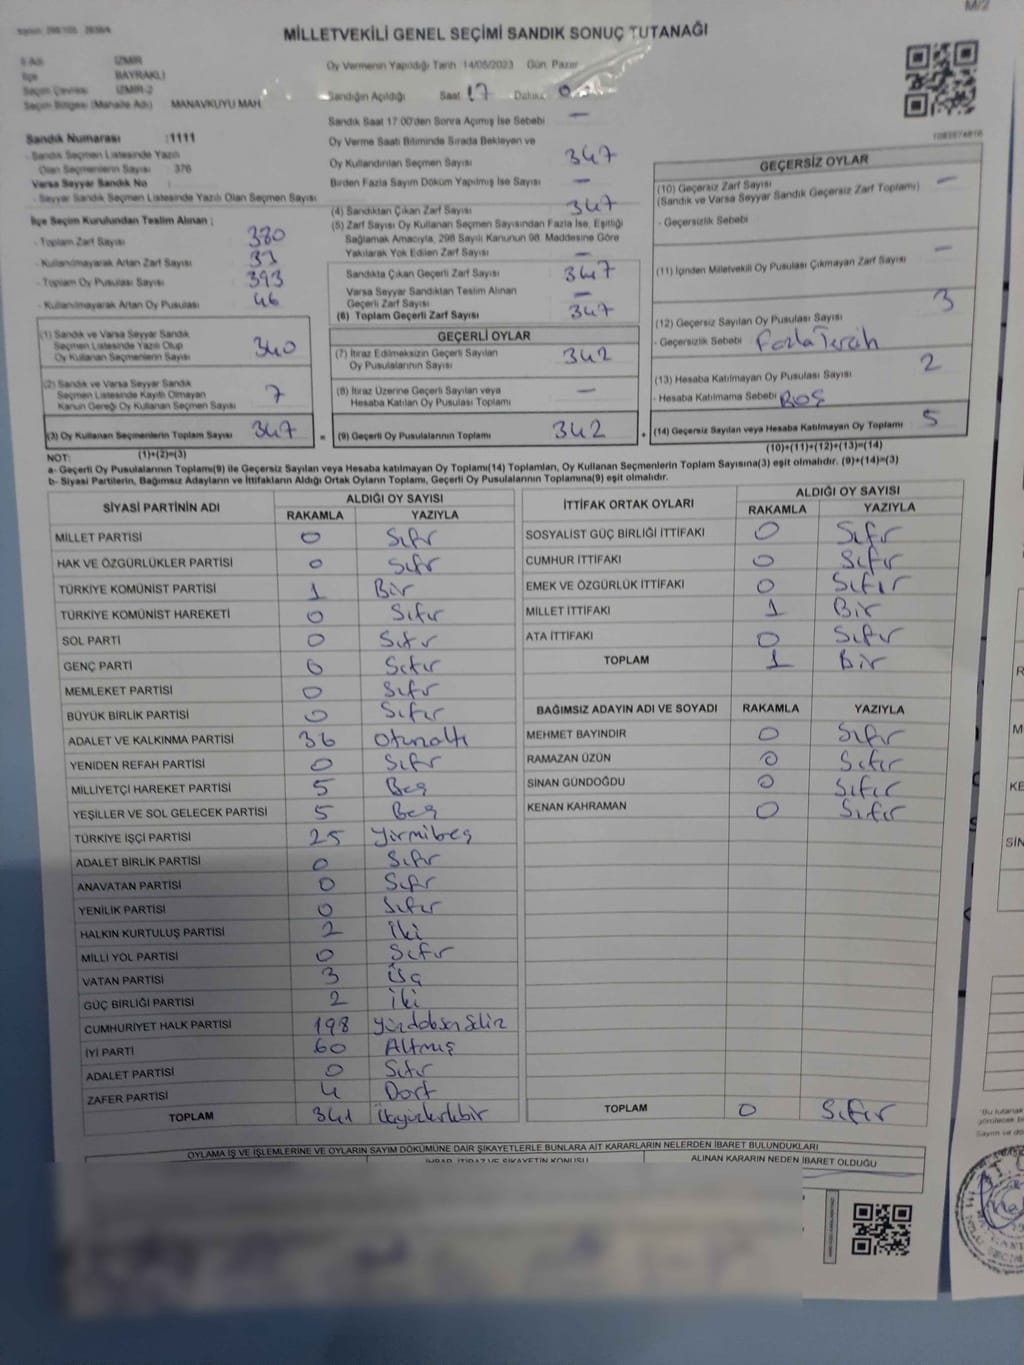 M/2
MİLLETVEKİLİ GENEL SEÇİMİ SANDIK SONUÇ TUTANAĞI
İl Adı İZMİR
İlçe BAYRAKLI
Seçim Çevresi İZMİR-2
Seçim Bölgesi (Mahalle Adı) MANAVKUYU MAH
Sandık Numarası :1111
- Sandık Seçmen Listesinde Yazılı
Olan Seçmenlerin Sayısı : 376
Varsa Seyyar Sandık No
- Seyyar Sandık Seçmen Listesinde Yazılı Olan Seçmen Sayısı
İlçe Seçim Kurulundan Teslim Alınan ;
- Toplam Zarf Sayısı 380
- Kullanılmayarak Artan Zarf Sayısı 33
- Toplam Oy Pusulası Sayısı 393
- Kullanılmayarak Artan Oy Pusulası 46
(1) Sandık ve Varsa Seyyar Sandık
Seçmen Listesinde Yazılı Olup
Oy Kullanan Seçmenlerin Sayısı 340
(2) Sandık ve Varsa Seyyar Sandık
Seçmen Listesinde Kayıtlı Olmayan
Kanun Gereği Oy Kullanan Seçmen Sayısı 7
(3) Oy Kullanan Seçmenlerin Toplam Sayısı 347
(1)+(2)=(3)
Oy Vermenin Yapıldığı Tarih 14/05/2023 Gün Pazar
Sandığın Açıldığı Saat 17 Dakika 0
Sandık Saat 17:00'den Sonra Açmış İse Sebebi —
Oy Verme Saati Bitiminde Sırada Bekleyen ve
Oy Kullandırılan Seçmen Sayısı 347
Birden Fazla Sayım Döküm Yapılmış İse Sayısı —
(4) Sandıktan Çıkan Zarf Sayısı 347
(5) Zarf Sayısı Oy Kullanan Seçmen Sayısından Fazla İse, Eşitliği
Sağlamak Amacıyla, 298 Sayılı Kanunun 98. Maddesine Göre
Yakılarak Yok Edilen Zarf Sayısı —
Sandıkta Çıkan Geçerli Zarf Sayısı 347
Varsa Seyyar Sandıktan Teslim Alınan
Geçerli Zarf Sayısı —
(6) Toplam Geçerli Zarf Sayısı 347
GEÇERLİ OYLAR
(7) İtiraz Edilmeksizin Geçerli Sayılan
Oy Pusulalarının Sayısı 342
(8) İtiraz Üzerine Geçerli Sayılan veya
Hesaba Katılan Oy Pusulası Toplamı —
= (9) Geçerli Oy Pusulalarının Toplamı 342 +
GEÇERSİZ OYLAR
(10) Geçersiz Zarf Sayısı —
(Sandık ve Varsa Seyyar Sandık Geçersiz Zarf Toplamı)
- Geçersizlik Sebebi
(11) İçinden Milletvekili Oy Pusulası Çıkmayan Zarf Sayısı —
(12) Geçersiz Sayılan Oy Pusulası Sayısı 3
- Geçersizlik Sebebi Fazla Tercih
(13) Hesaba Katılmayan Oy Pusulası Sayısı 2
- Hesaba Katılmama Sebebi BOŞ
(14) Geçersiz Sayılan veya Hesaba Katılmayan Oy Toplamı 5
(10)+(11)+(12)+(13)=(14)
NOT:
a- Geçerli Oy Pusulalarının Toplamı(9) ile Geçersiz Sayılan veya Hesaba katılmayan Oy Toplamı(14) Toplamları, Oy Kullanan Seçmenlerin Toplam Sayısına(3) eşit olmalıdır. (9)+(14)=(3)
b- Siyasi Partilerin, Bağımsız Adayların ve İttifakların Aldığı Ortak Oyların Toplamı, Geçerli Oy Pusulalarının Toplamına(9) eşit olmalıdır.
SİYASİ PARTİNİN ADI ALDIĞI OY SAYISI
RAKAMLA YAZIYLA
MİLLET PARTİSİ 0 Sıfır
HAK VE ÖZGÜRLÜKLER PARTİSİ 0 Sıfır
TÜRKİYE KOMÜNİST PARTİSİ 1 Bir
TÜRKİYE KOMÜNİST HAREKETİ 0 Sıfır
SOL PARTİ 0 Sıfır
GENÇ PARTİ 0 Sıfır
MEMLEKET PARTİSİ 0 Sıfır
BÜYÜK BİRLİK PARTİSİ 0 Sıfır
ADALET VE KALKINMA PARTİSİ 36 Otuzaltı
YENİDEN REFAH PARTİSİ 0 Sıfır
MİLLİYETÇİ HAREKET PARTİSİ 5 Beş
YEŞİLLER VE SOL GELECEK PARTİSİ 5 Beş
TÜRKİYE İŞÇİ PARTİSİ 25 Yirmibeş
ADALET BİRLİK PARTİSİ 0 Sıfır
ANAVATAN PARTİSİ 0 Sıfır
YENİLİK PARTİSİ 0 Sıfır
HALKIN KURTULUŞ PARTİSİ 2 İki
MİLLİ YOL PARTİSİ 0 Sıfır
VATAN PARTİSİ 3 Üç
GÜÇ BİRLİĞİ PARTİSİ 2 İki
CUMHURİYET HALK PARTİSİ 198 Yüzdoksansekiz
İYİ PARTİ 60 Altmış
ADALET PARTİSİ 0 Sıfır
ZAFER PARTİSİ 4 Dört
TOPLAM 341 Üçyüzkırkbir
İTTİFAK ORTAK OYLARI ALDIĞI OY SAYISI
RAKAMLA YAZIYLA
SOSYALİST GÜÇ BİRLİĞİ İTTİFAKI 0 Sıfır
CUMHUR İTTİFAKI 0 Sıfır
EMEK VE ÖZGÜRLÜK İTTİFAKI 0 Sıfır
MİLLET İTTİFAKI 1 Bir
ATA İTTİFAKI 0 Sıfır
TOPLAM 1 Bir
BAĞIMSIZ ADAYIN ADI VE SOYADI RAKAMLA YAZIYLA
MEHMET BAYINDIR 0 Sıfır
RAMAZAN ÜZÜN 0 Sıfır
SİNAN GÜNDOĞDU 0 Sıfır
KENAN KAHRAMAN 0 Sıfır
TOPLAM 0 Sıfır
OYLAMA İŞ VE İŞLEMLERİNE VE OYLARIN SAYIM DÖKÜMÜNE DAİR ŞİKAYETLERLE BUNLARA AİT KARARLARIN NELERDEN İBARET BULUNDUKLARI
İHBAR, İTİRAZ VE ŞİKAYETİN KONUSU ALINAN KARARIN NEDEN İBARET OLDUĞU